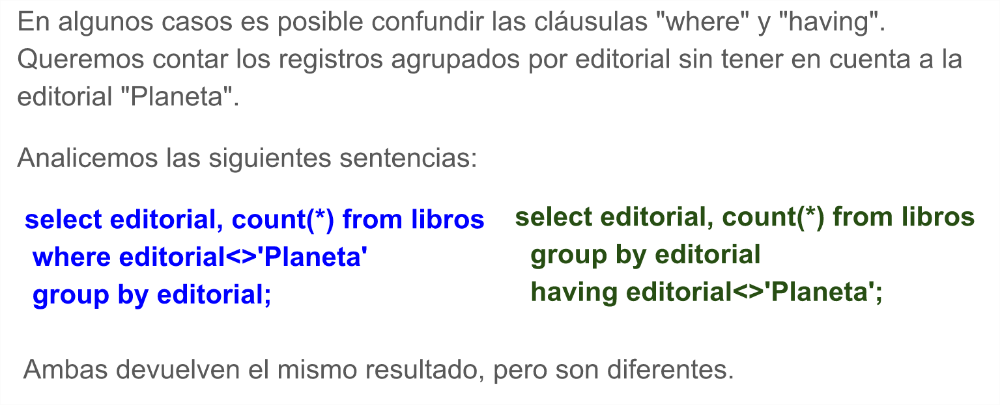 En algunos casos es posible confundir las cláusulas "where" y "having".
Queremos contar los registros agrupados por editorial sin tener en cuenta a la
editorial "Planeta".
Analicemos las siguientes sentencias:
select editorial, count(*) from libros
where editorial<>'Planeta'
group by editorial;
select editorial, count(*) from libros
group by editorial
having editorial<>'Planeta';
Ambas devuelven el mismo resultado, pero son diferentes.